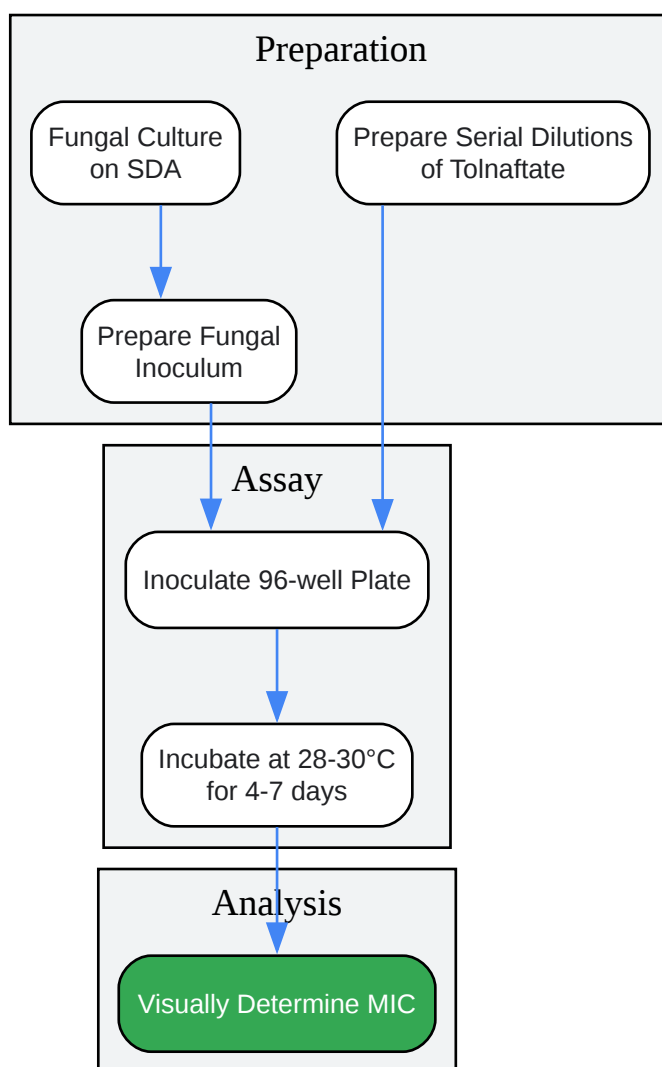 Preparation
Fungal Culture
on SDA
Prepare Serial Dilutions
of Tolnaftate
Prepare Fungal
Inoculum
Assay
Inoculate 96-well Plate
Incubate at 28-30°C
for 4-7 days
Analysis
Visually Determine MIC